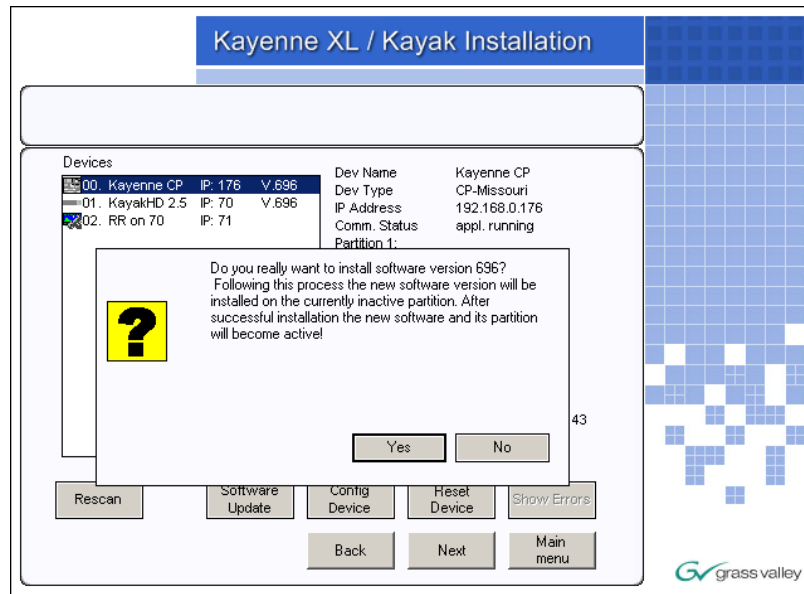 Kayenne XL / Kayak Installation
Devices
00. Kayenne CP IP: 176 V.696
01. KayakHD 2.5 IP: 70 V.696
02. RR on 70 IP: 71
Dev Name Kayenne CP
Dev Type CP-Missouri
IP Address 192.168.0.176
Comm. Status appl. running
Partition 1:
Do you really want to install software version 696?
Following this process the new software version will be
installed on the currently inactive partition. After
successful installation the new software and its partition
will become active!
43
Yes
No
Rescan
Software
Update
Config
Device
Reset
Device
Show Errors
Back
Next
Main
menu
grass valley